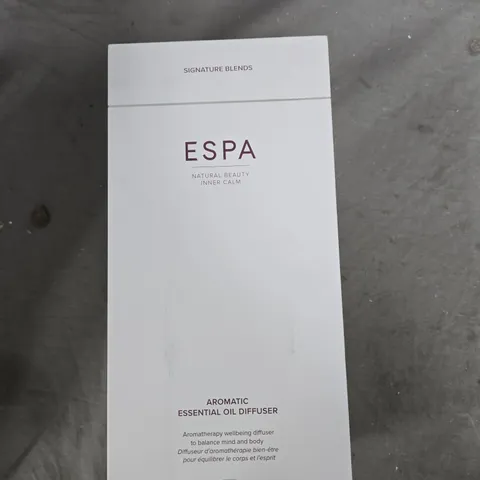 SIGNATURE BLENDS
ESPA
NATURAL BEAUTY
INNER CALM
AROMATIC
ESSENTIAL OIL DIFFUSER
Aromatherapy wellbeing diffuser
to balance mind and body
Diffuseur d'aromathérapie bien-être
pour équilibrer le corps et l'esprit